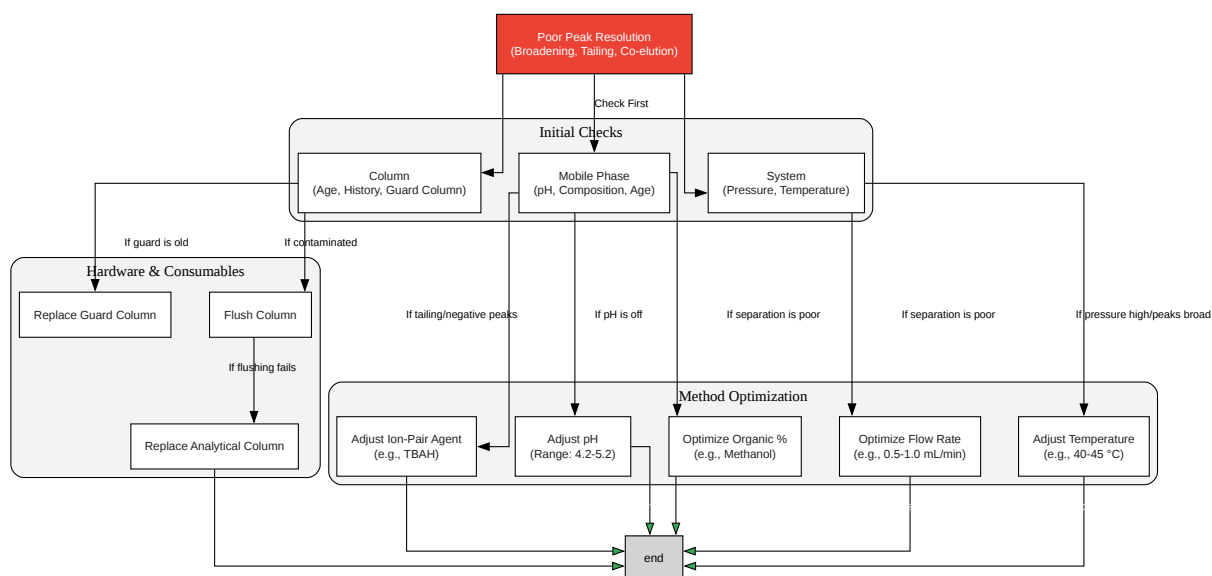 Poor Peak Resolution
(Broadening, Tailing, Co-elution)
Check First
Initial Checks
Column
(Age, History, Guard Column)
Mobile Phase
(pH, Composition, Age)
System
(Pressure, Temperature)
If guard is old
If contaminated
Hardware & Consumables
Replace Guard Column
Flush Column
If tailing/negative peaks
If pH is off
If separation is poor
If separation is poor
If pressure high/peaks broad
If flushing fails
Replace Analytical Column
Method Optimization
Adjust Ion-Pair Agent
(e.g., TBAH)
Adjust pH
(Range: 4.2-5.2)
Optimize Organic %
(e.g., Methanol)
Optimize Flow Rate
(e.g., 0.5-1.0 mL/min)
Adjust Temperature
(e.g., 40-45 °C)
end